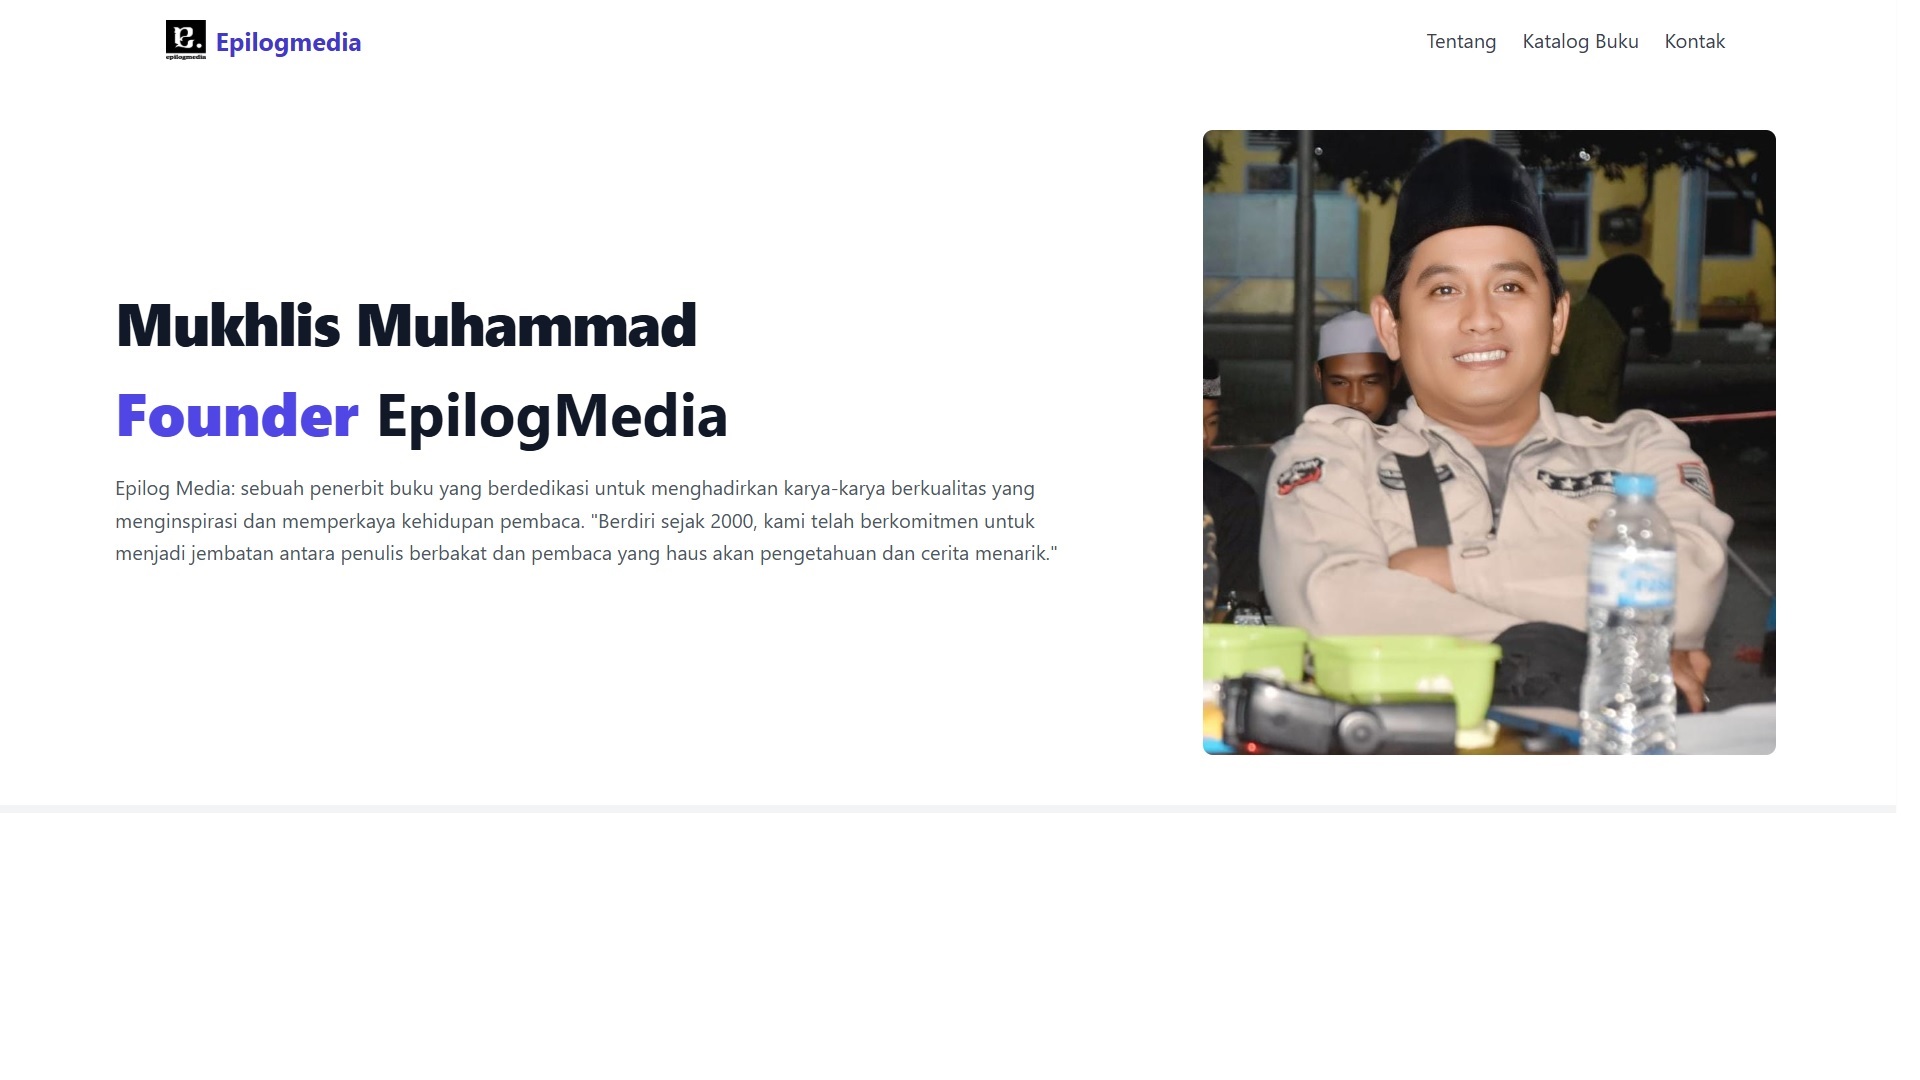 epilogmedia
Epilogmedia
Tentang
Katalog Buku
Kontak
Mukhlis Muhammad
Founder EpilogMedia
Epilog Media: sebuah penerbit buku yang berdedikasi untuk menghadirkan karya-karya berkualitas yang
menginspirasi dan memperkaya kehidupan pembaca. "Berdiri sejak 2000, kami telah berkomitmen untuk
menjadi jembatan antara penulis berbakat dan pembaca yang haus akan pengetahuan dan cerita menarik."